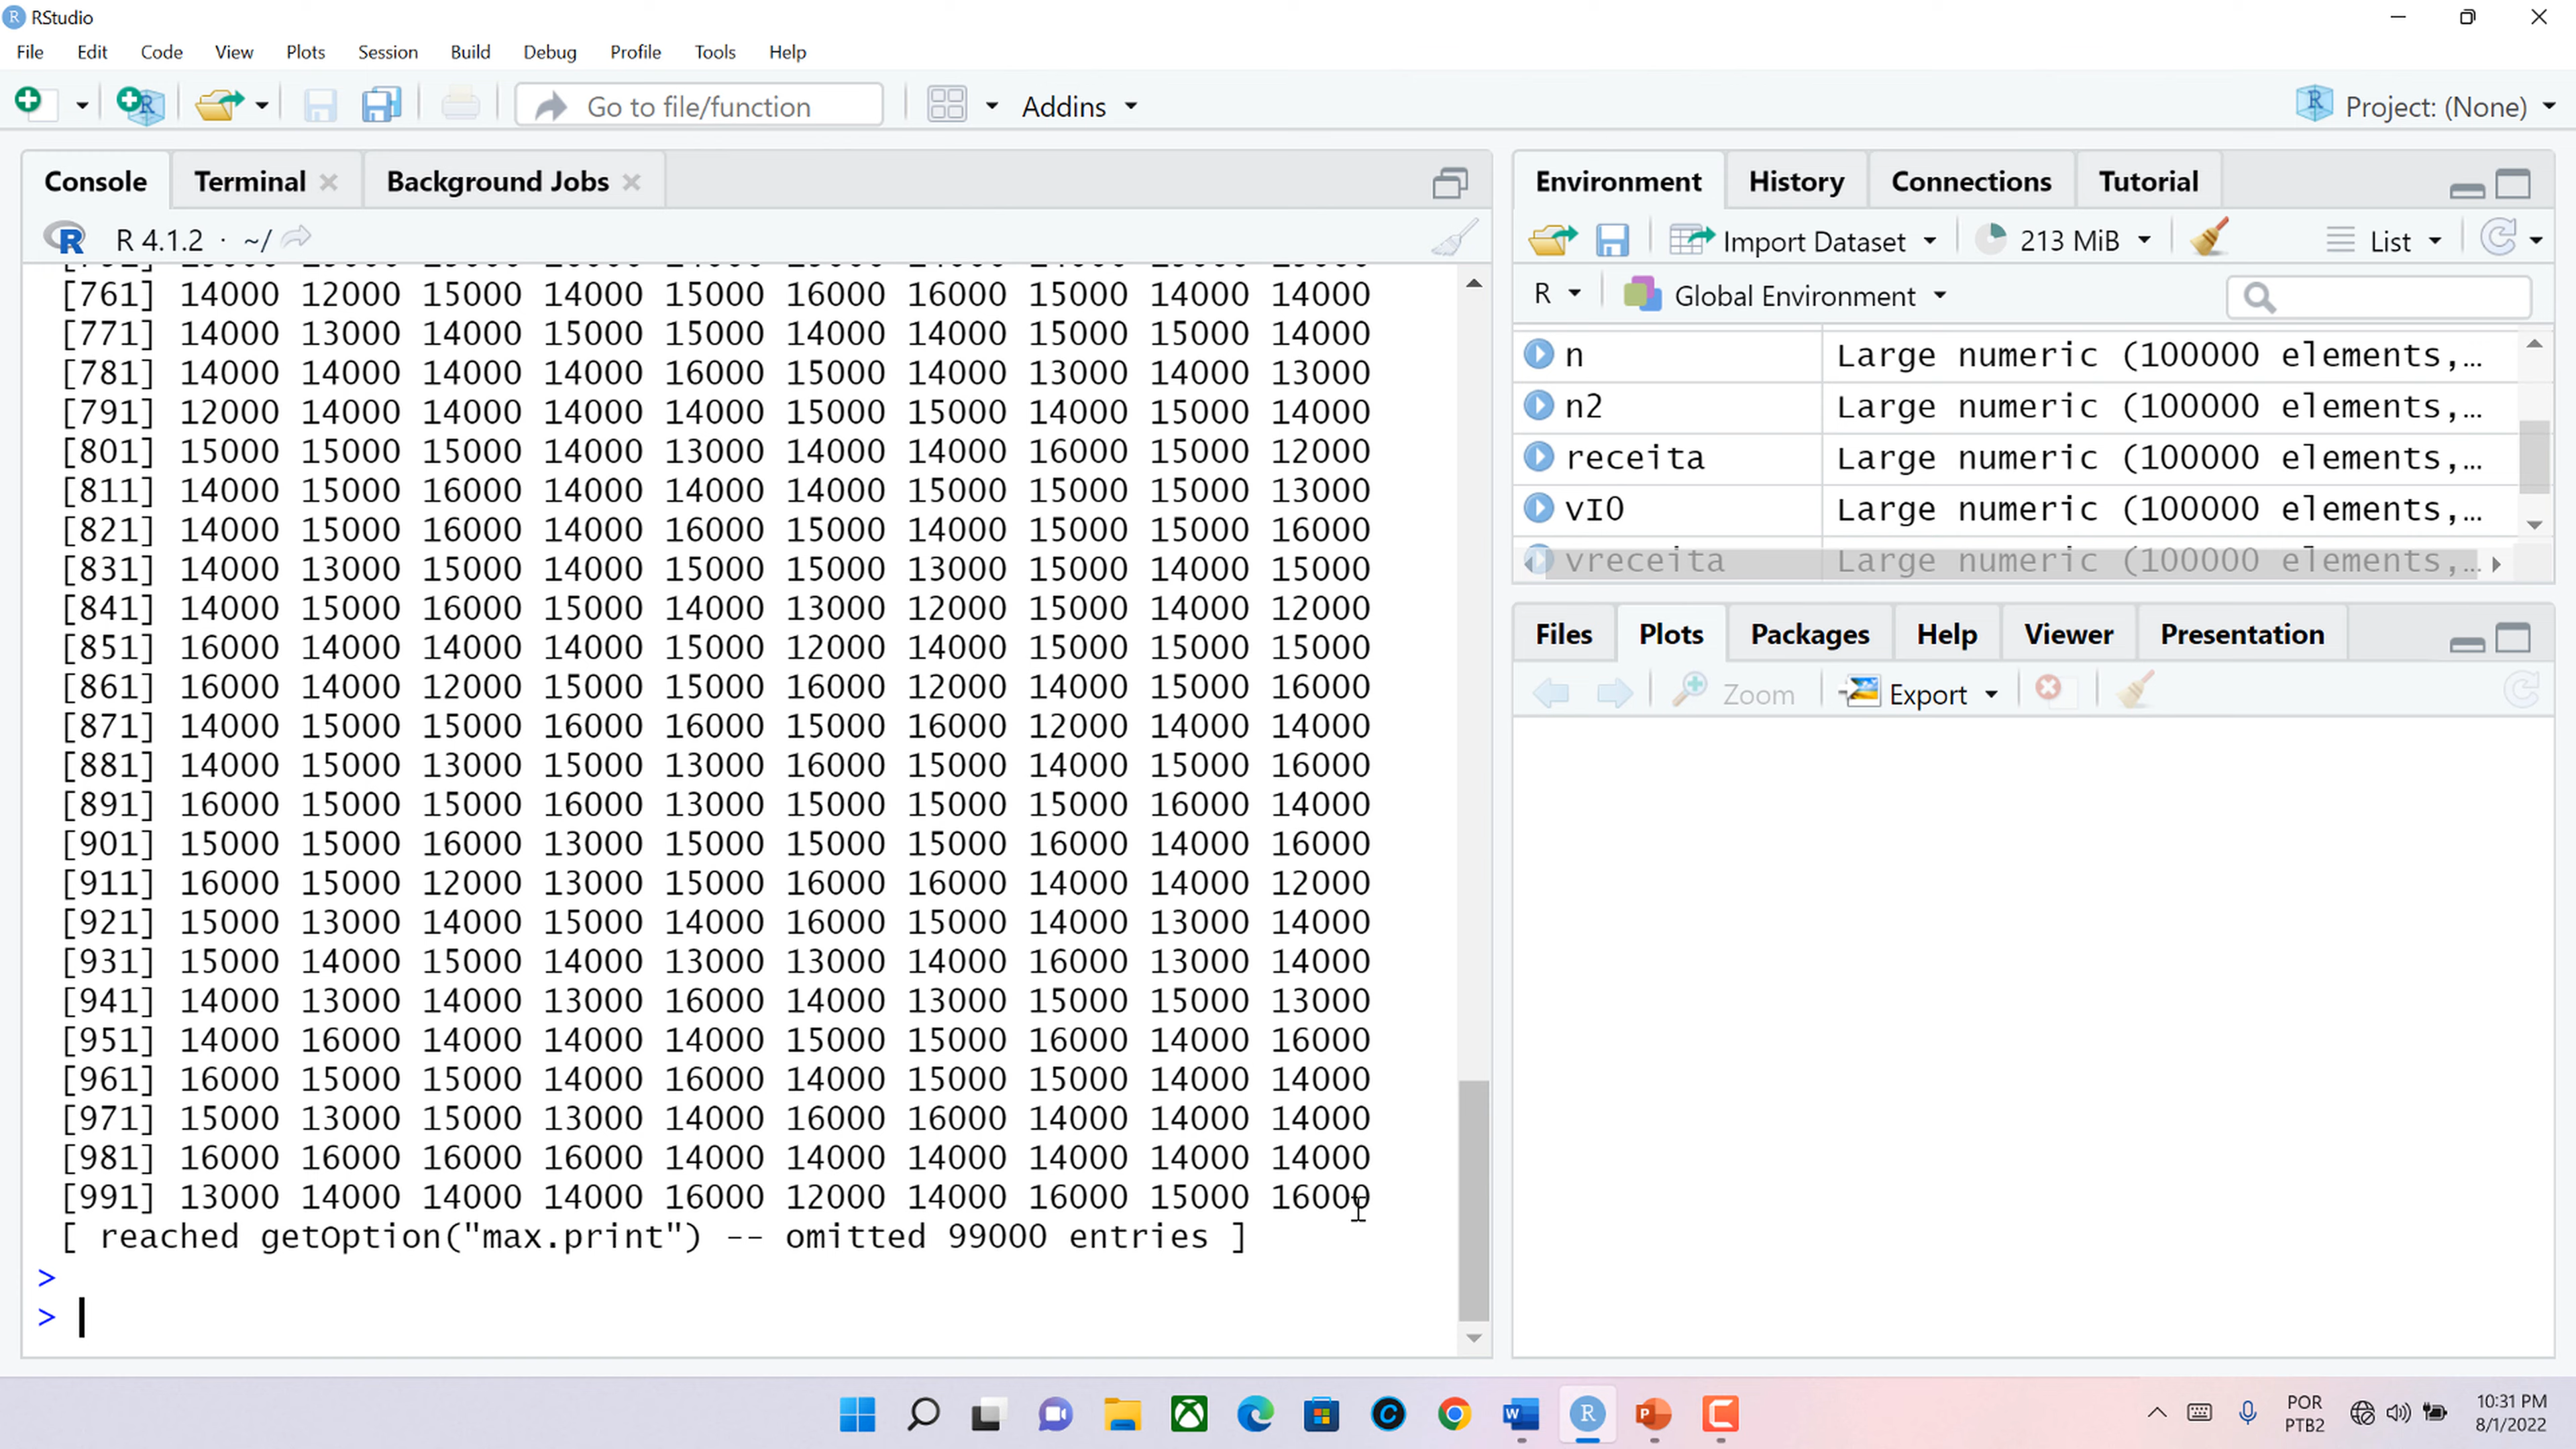 RStudio
File Edit Code View Plots Session Build Debug Profile Tools Help
Go to file/function Addins Project: (None)
Console Terminal Background Jobs
R 4.1.2 · ~/
[761] 14000 12000 15000 14000 15000 16000 16000 15000 14000 14000
[771] 14000 13000 14000 15000 15000 14000 14000 15000 15000 14000
[781] 14000 14000 14000 14000 16000 15000 14000 13000 14000 13000
[791] 12000 14000 14000 14000 14000 15000 15000 14000 15000 14000
[801] 15000 15000 15000 14000 13000 14000 14000 16000 15000 12000
[811] 14000 15000 16000 14000 14000 14000 15000 15000 15000 13000
[821] 14000 15000 16000 14000 16000 15000 14000 15000 15000 16000
[831] 14000 13000 15000 14000 15000 15000 13000 15000 14000 15000
[841] 14000 15000 16000 15000 14000 13000 12000 15000 14000 12000
[851] 16000 14000 14000 14000 15000 12000 14000 15000 15000 15000
[861] 16000 14000 12000 15000 15000 16000 12000 14000 15000 16000
[871] 14000 15000 15000 16000 16000 15000 16000 12000 14000 14000
[881] 14000 15000 13000 15000 13000 16000 15000 14000 15000 16000
[891] 16000 15000 15000 16000 13000 15000 15000 15000 16000 14000
[901] 15000 15000 16000 13000 15000 15000 15000 16000 14000 16000
[911] 16000 15000 12000 13000 15000 16000 16000 14000 14000 12000
[921] 15000 13000 14000 15000 14000 16000 15000 14000 13000 14000
[931] 15000 14000 15000 14000 13000 13000 14000 16000 13000 14000
[941] 14000 13000 14000 13000 16000 14000 13000 15000 15000 13000
[951] 14000 16000 14000 14000 14000 15000 15000 16000 14000 16000
[961] 16000 15000 15000 14000 16000 14000 15000 15000 14000 14000
[971] 15000 13000 15000 13000 14000 16000 16000 14000 14000 14000
[981] 16000 16000 16000 16000 14000 14000 14000 14000 14000 14000
[991] 13000 14000 14000 14000 16000 12000 14000 16000 15000 16000
[ reached getOption("max.print") -- omitted 99000 entries ]
>
>
Environment History Connections Tutorial
Import Dataset 213 MiB List
R Global Environment
n Large numeric (100000 elements,…
n2 Large numeric (100000 elements,…
receita Large numeric (100000 elements,…
vI0 Large numeric (100000 elements,…
vreceita Large numeric (100000 elements,…
Files Plots Packages Help Viewer Presentation
Zoom Export
POR
PTB2
10:31 PM
8/1/2022